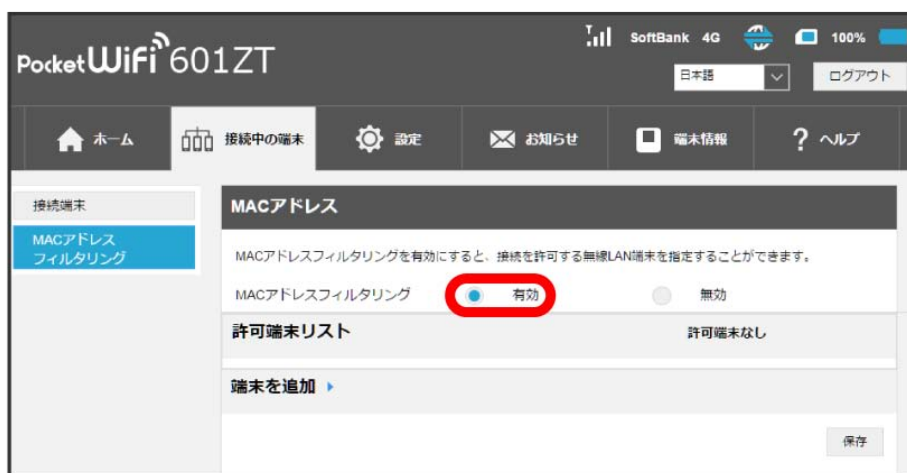 SoftBank 4G 100%
Pocket WiFi 601ZT
日本語 ログアウト
ホーム 接続中の端末 設定 お知らせ 端末情報 ? ヘルプ
接続端末
MACアドレス
フィルタリング
MACアドレス
MACアドレスフィルタリングを有効にすると、接続を許可する無線LAN端末を指定することができます。
MACアドレスフィルタリング 有効 無効
許可端末リスト 許可端末なし
端末を追加
保存